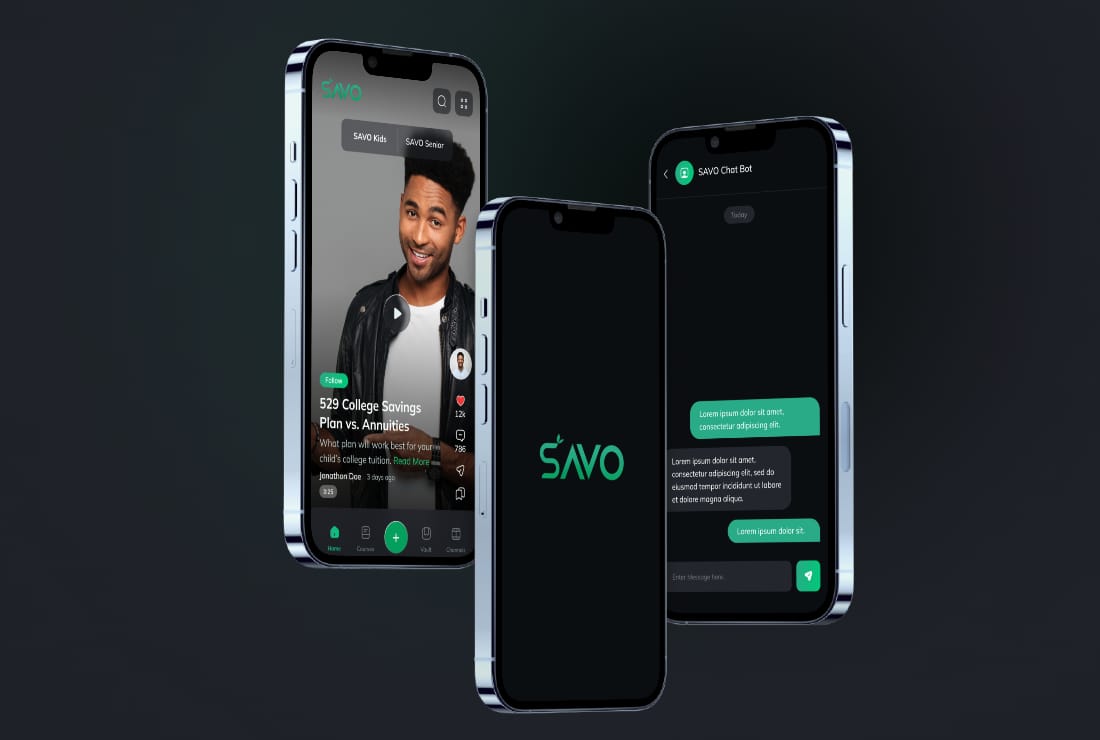 SAVO
SAVO Kids
SAVO Senior
Follow
529 College Savings
Plan vs. Annuities
What plan will work best for your
child's college tuition. Read More
Jonathon Doe 3 days ago
3:25
12k
786
Home
Courses
Vault
Channels
SAVO
SAVO Chat Bot
Today
Lorem ipsum dolor sit amet,
consectetur adipiscing elit.
Lorem ipsum dolor sit amet,
consectetur adipiscing elit, sed do
eiusmod tempor incididunt ut labore
et dolore magna aliqua.
Lorem ipsum dolor sit.
Enter Message here.